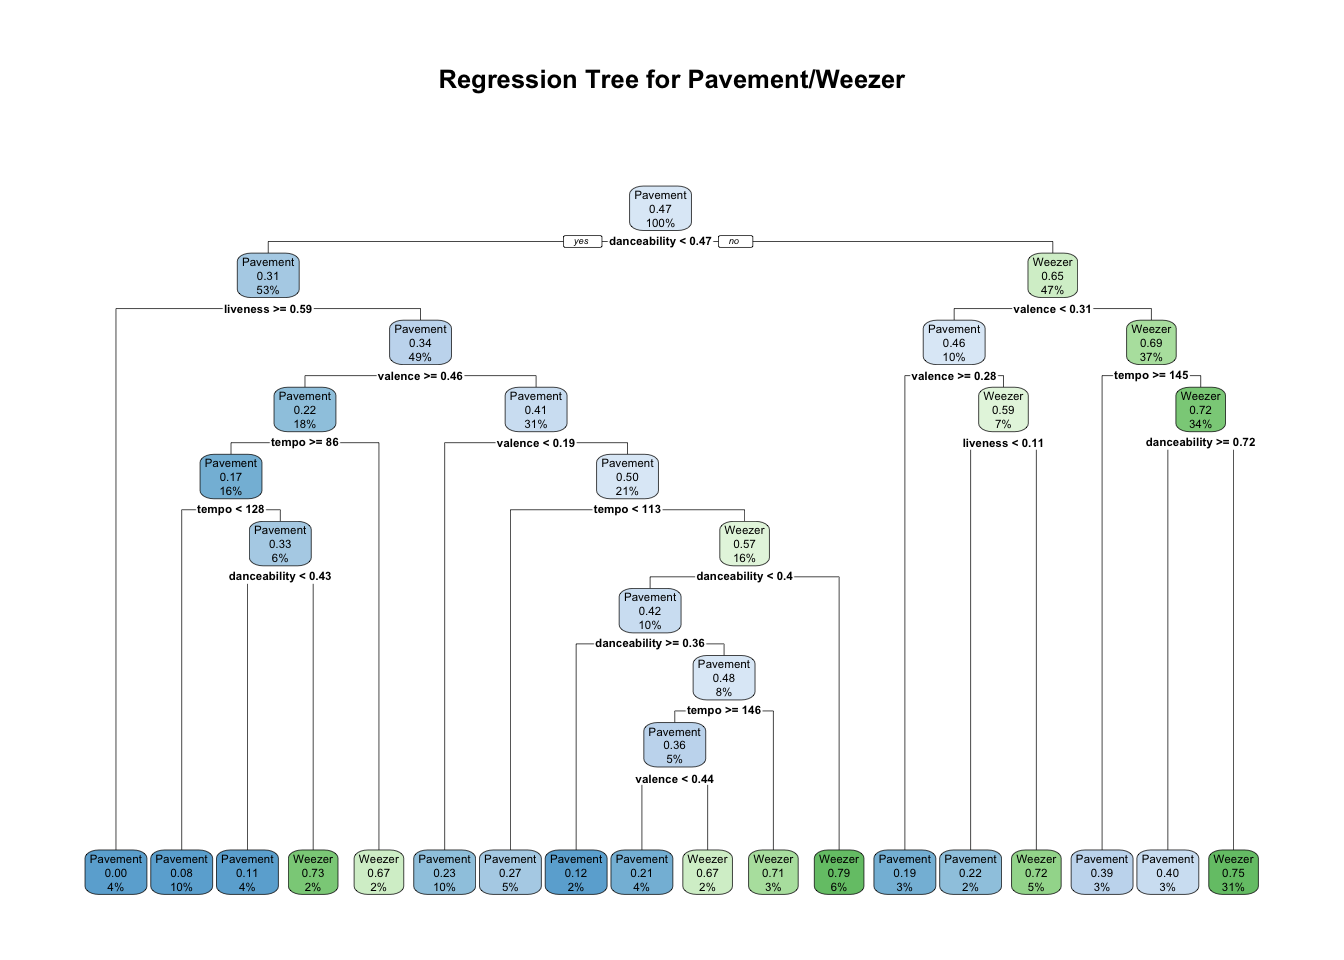 Regression Tree for Pavement/Weezer
Pavement
0.47
100%
yes
danceability < 0.47
no
Pavement
0.31
53%
Weezer
0.65
47%
liveness >= 0.59
valence < 0.31
Pavement
0.34
49%
Pavement
0.46
10%
Weezer
0.69
37%
valence >= 0.46
valence >= 0.28
tempo >= 145
Pavement
0.22
18%
Pavement
0.41
31%
Weezer
0.59
7%
Weezer
0.72
34%
tempo >= 86
valence < 0.19
liveness < 0.11
danceability >= 0.72
Pavement
0.17
16%
Pavement
0.50
21%
tempo < 128
tempo < 113
Pavement
0.33
6%
Weezer
0.57
16%
danceability < 0.43
danceability < 0.4
Pavement
0.42
10%
danceability >= 0.36
Pavement
0.48
8%
tempo >= 146
Pavement
0.36
5%
valence < 0.44
Pavement
0.00
4%
Pavement
0.08
10%
Pavement
0.11
4%
Weezer
0.73
2%
Weezer
0.67
2%
Pavement
0.23
10%
Pavement
0.27
5%
Pavement
0.12
2%
Pavement
0.21
4%
Weezer
0.67
2%
Weezer
0.71
3%
Weezer
0.79
6%
Pavement
0.19
3%
Pavement
0.22
2%
Weezer
0.72
5%
Pavement
0.39
3%
Pavement
0.40
3%
Weezer
0.75
31%